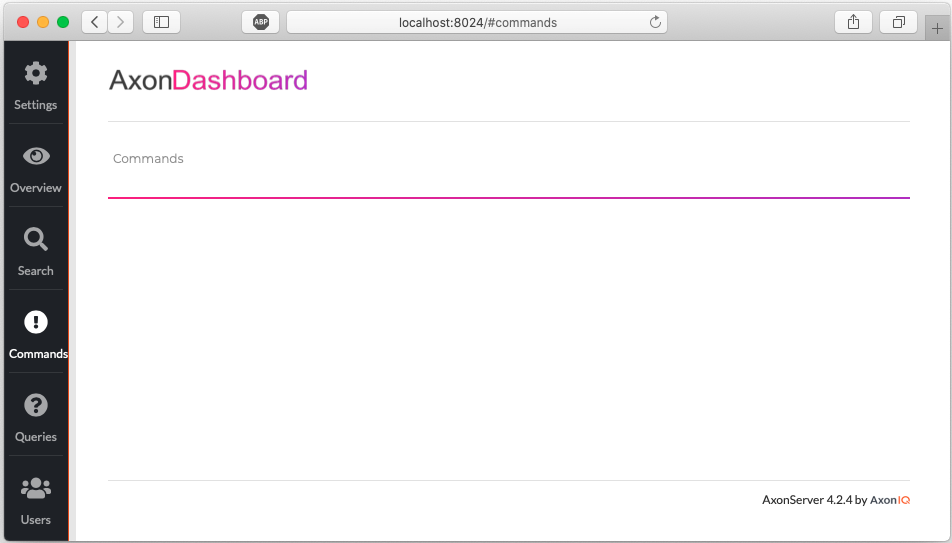 ABP
localhost:8024/#commands
Settings
Overview
Search
Commands
Queries
Users
AxonDashboard
Commands
AxonServer 4.2.4 by AxonIQ